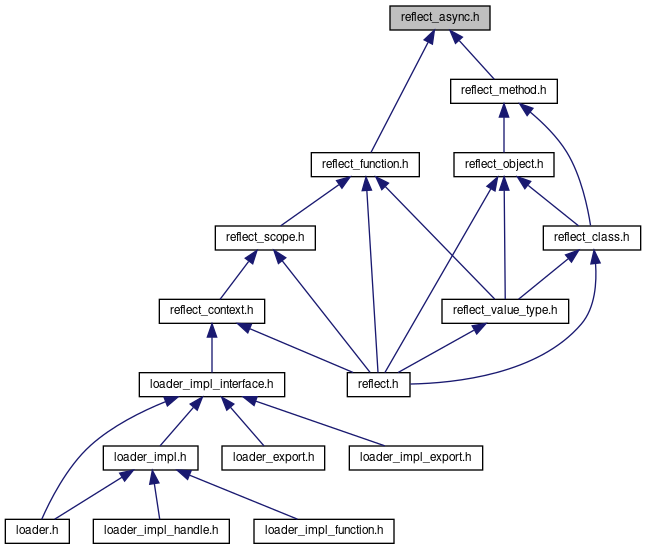 reflect_async.h
reflect_method.h
reflect_function.h
reflect_object.h
reflect_scope.h
reflect_class.h
reflect_context.h
reflect_value_type.h
loader_impl_interface.h
reflect.h
loader_impl.h
loader_export.h
loader_impl_export.h
loader.h
loader_impl_handle.h
loader_impl_function.h